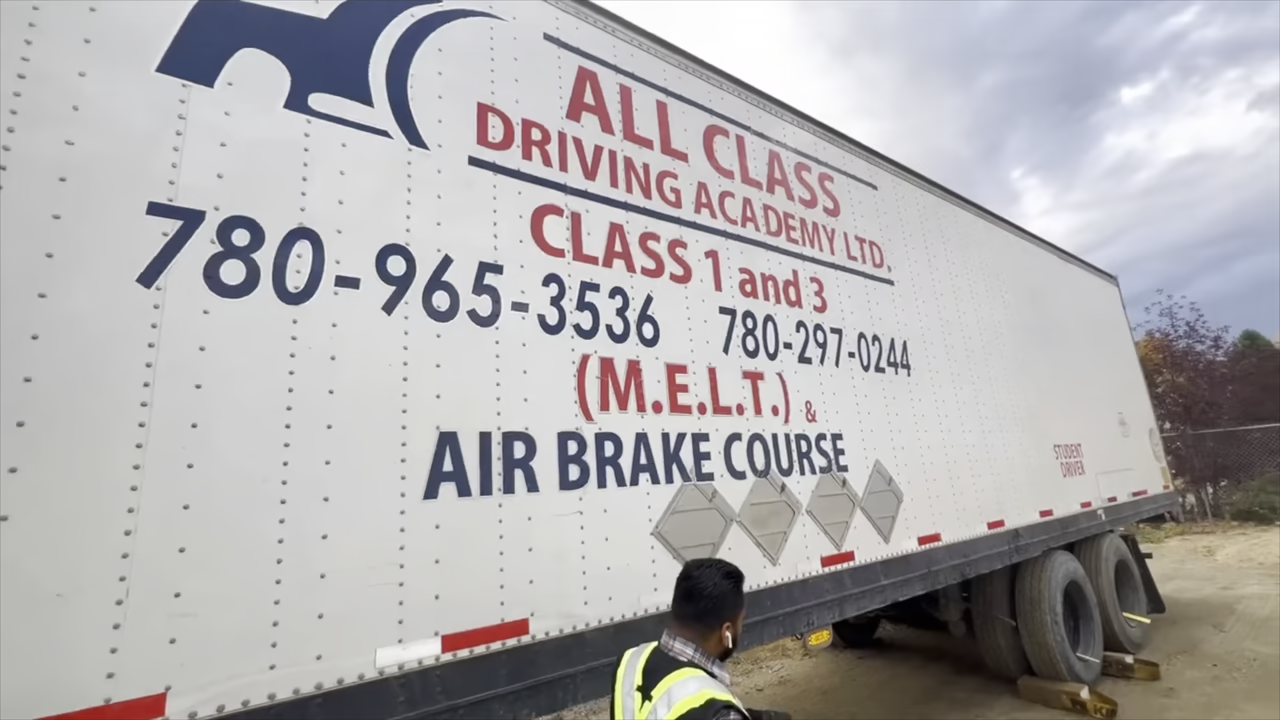 ALL CLASS
DRIVING ACADEMY LTD.
CLASS 1 and 3
780-965-3536 780-297-0244
(M.E.L.T.) &
AIR BRAKE COURSE
STUDENT
DRIVER